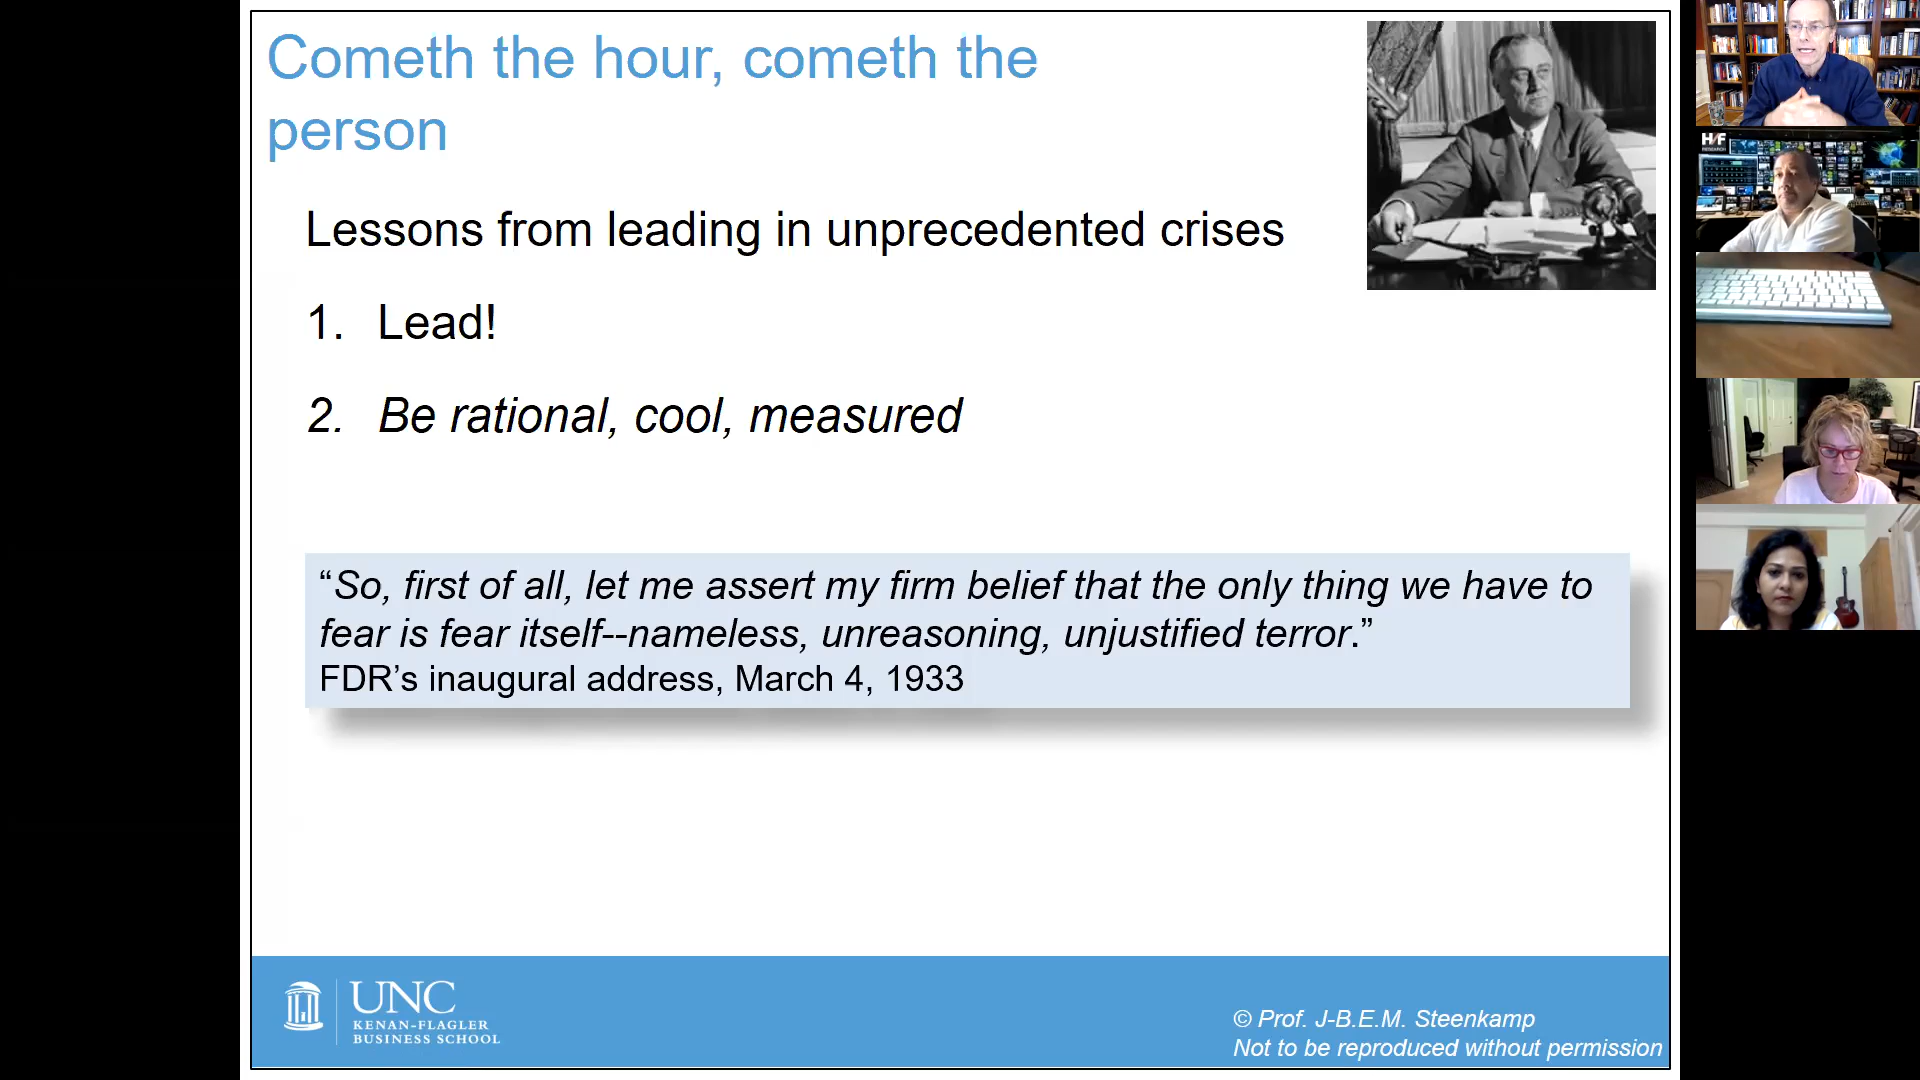 Cometh the hour, cometh the
person
Lessons from leading in unprecedented crises
1. Lead!
2. Be rational, cool, measured
“So, first of all, let me assert my firm belief that the only thing we have to
fear is fear itself--nameless, unreasoning, unjustified terror.”
FDR’s inaugural address, March 4, 1933
UNC
KENAN-FLAGLER
BUSINESS SCHOOL
© Prof. J-B.E.M. Steenkamp
Not to be reproduced without permission
RESEARCH